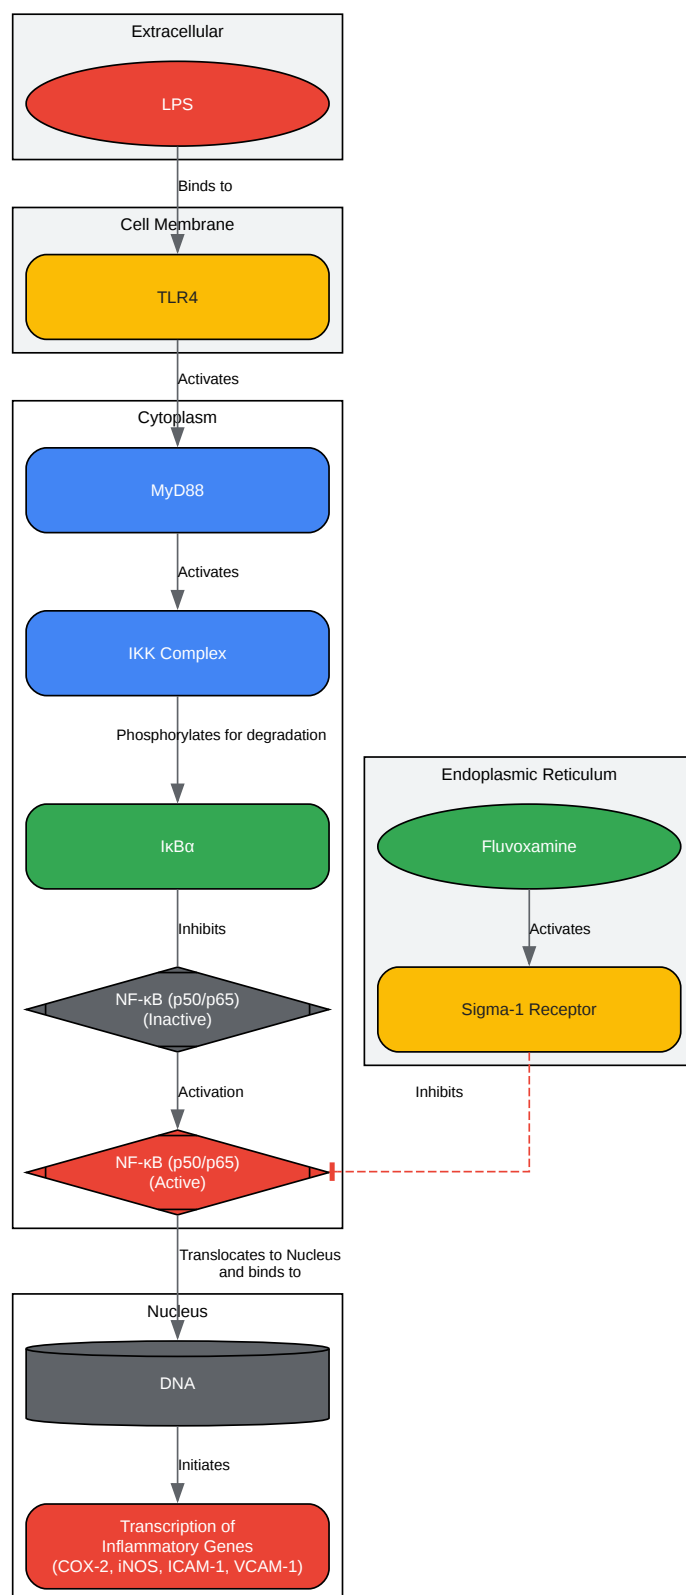 Extracellular
LPS
Binds to
Cell Membrane
TLR4
Activates
Cytoplasm
MyD88
Activates
IKK Complex
Phosphorylates for degradation
IκBα
Inhibits
NF-κB (p50/p65)
(Inactive)
Activation
NF-κB (p50/p65)
(Active)
Endoplasmic Reticulum
Fluvoxamine
Activates
Sigma-1 Receptor
Inhibits
Translocates to Nucleus
and binds to
Nucleus
DNA
Initiates
Transcription of
Inflammatory Genes
(COX-2, iNOS, ICAM-1, VCAM-1)